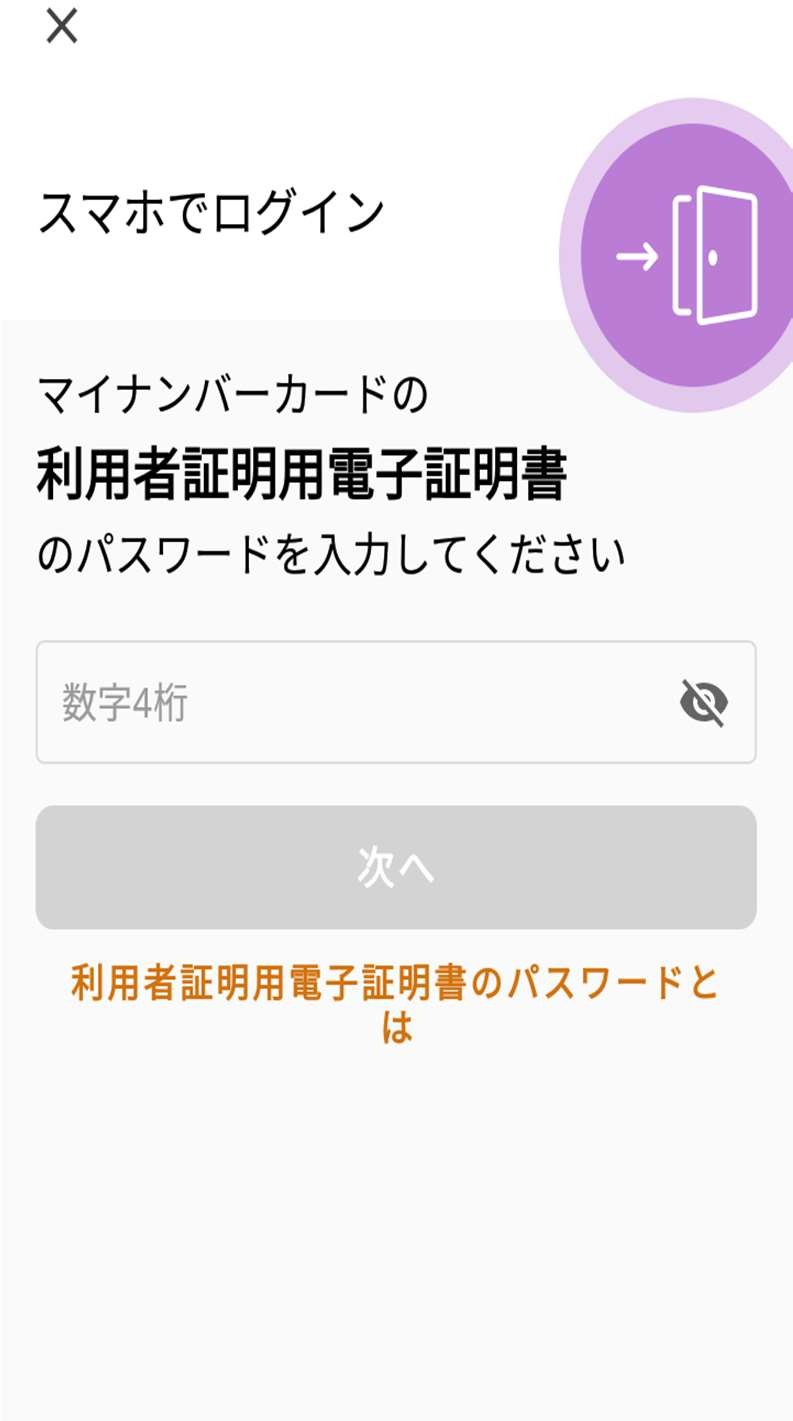 スマホでログイン
マイナンバーカードの
利用者証明用電子証明書
のパスワードを入力してください
数字4桁
次へ
利用者証明用電子証明書のパスワードと
は